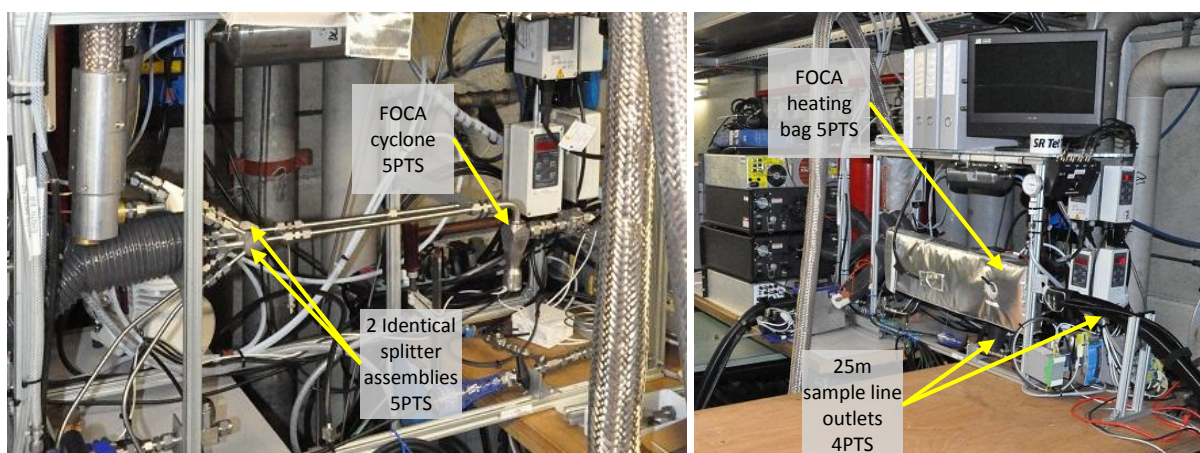 FOCA
cyclone
5PTS
2 Identical
splitter
assemblies
5PTS
FOCA
heating
bag 5PTS
SR Tel
25m
sample line
outlets
4PTS